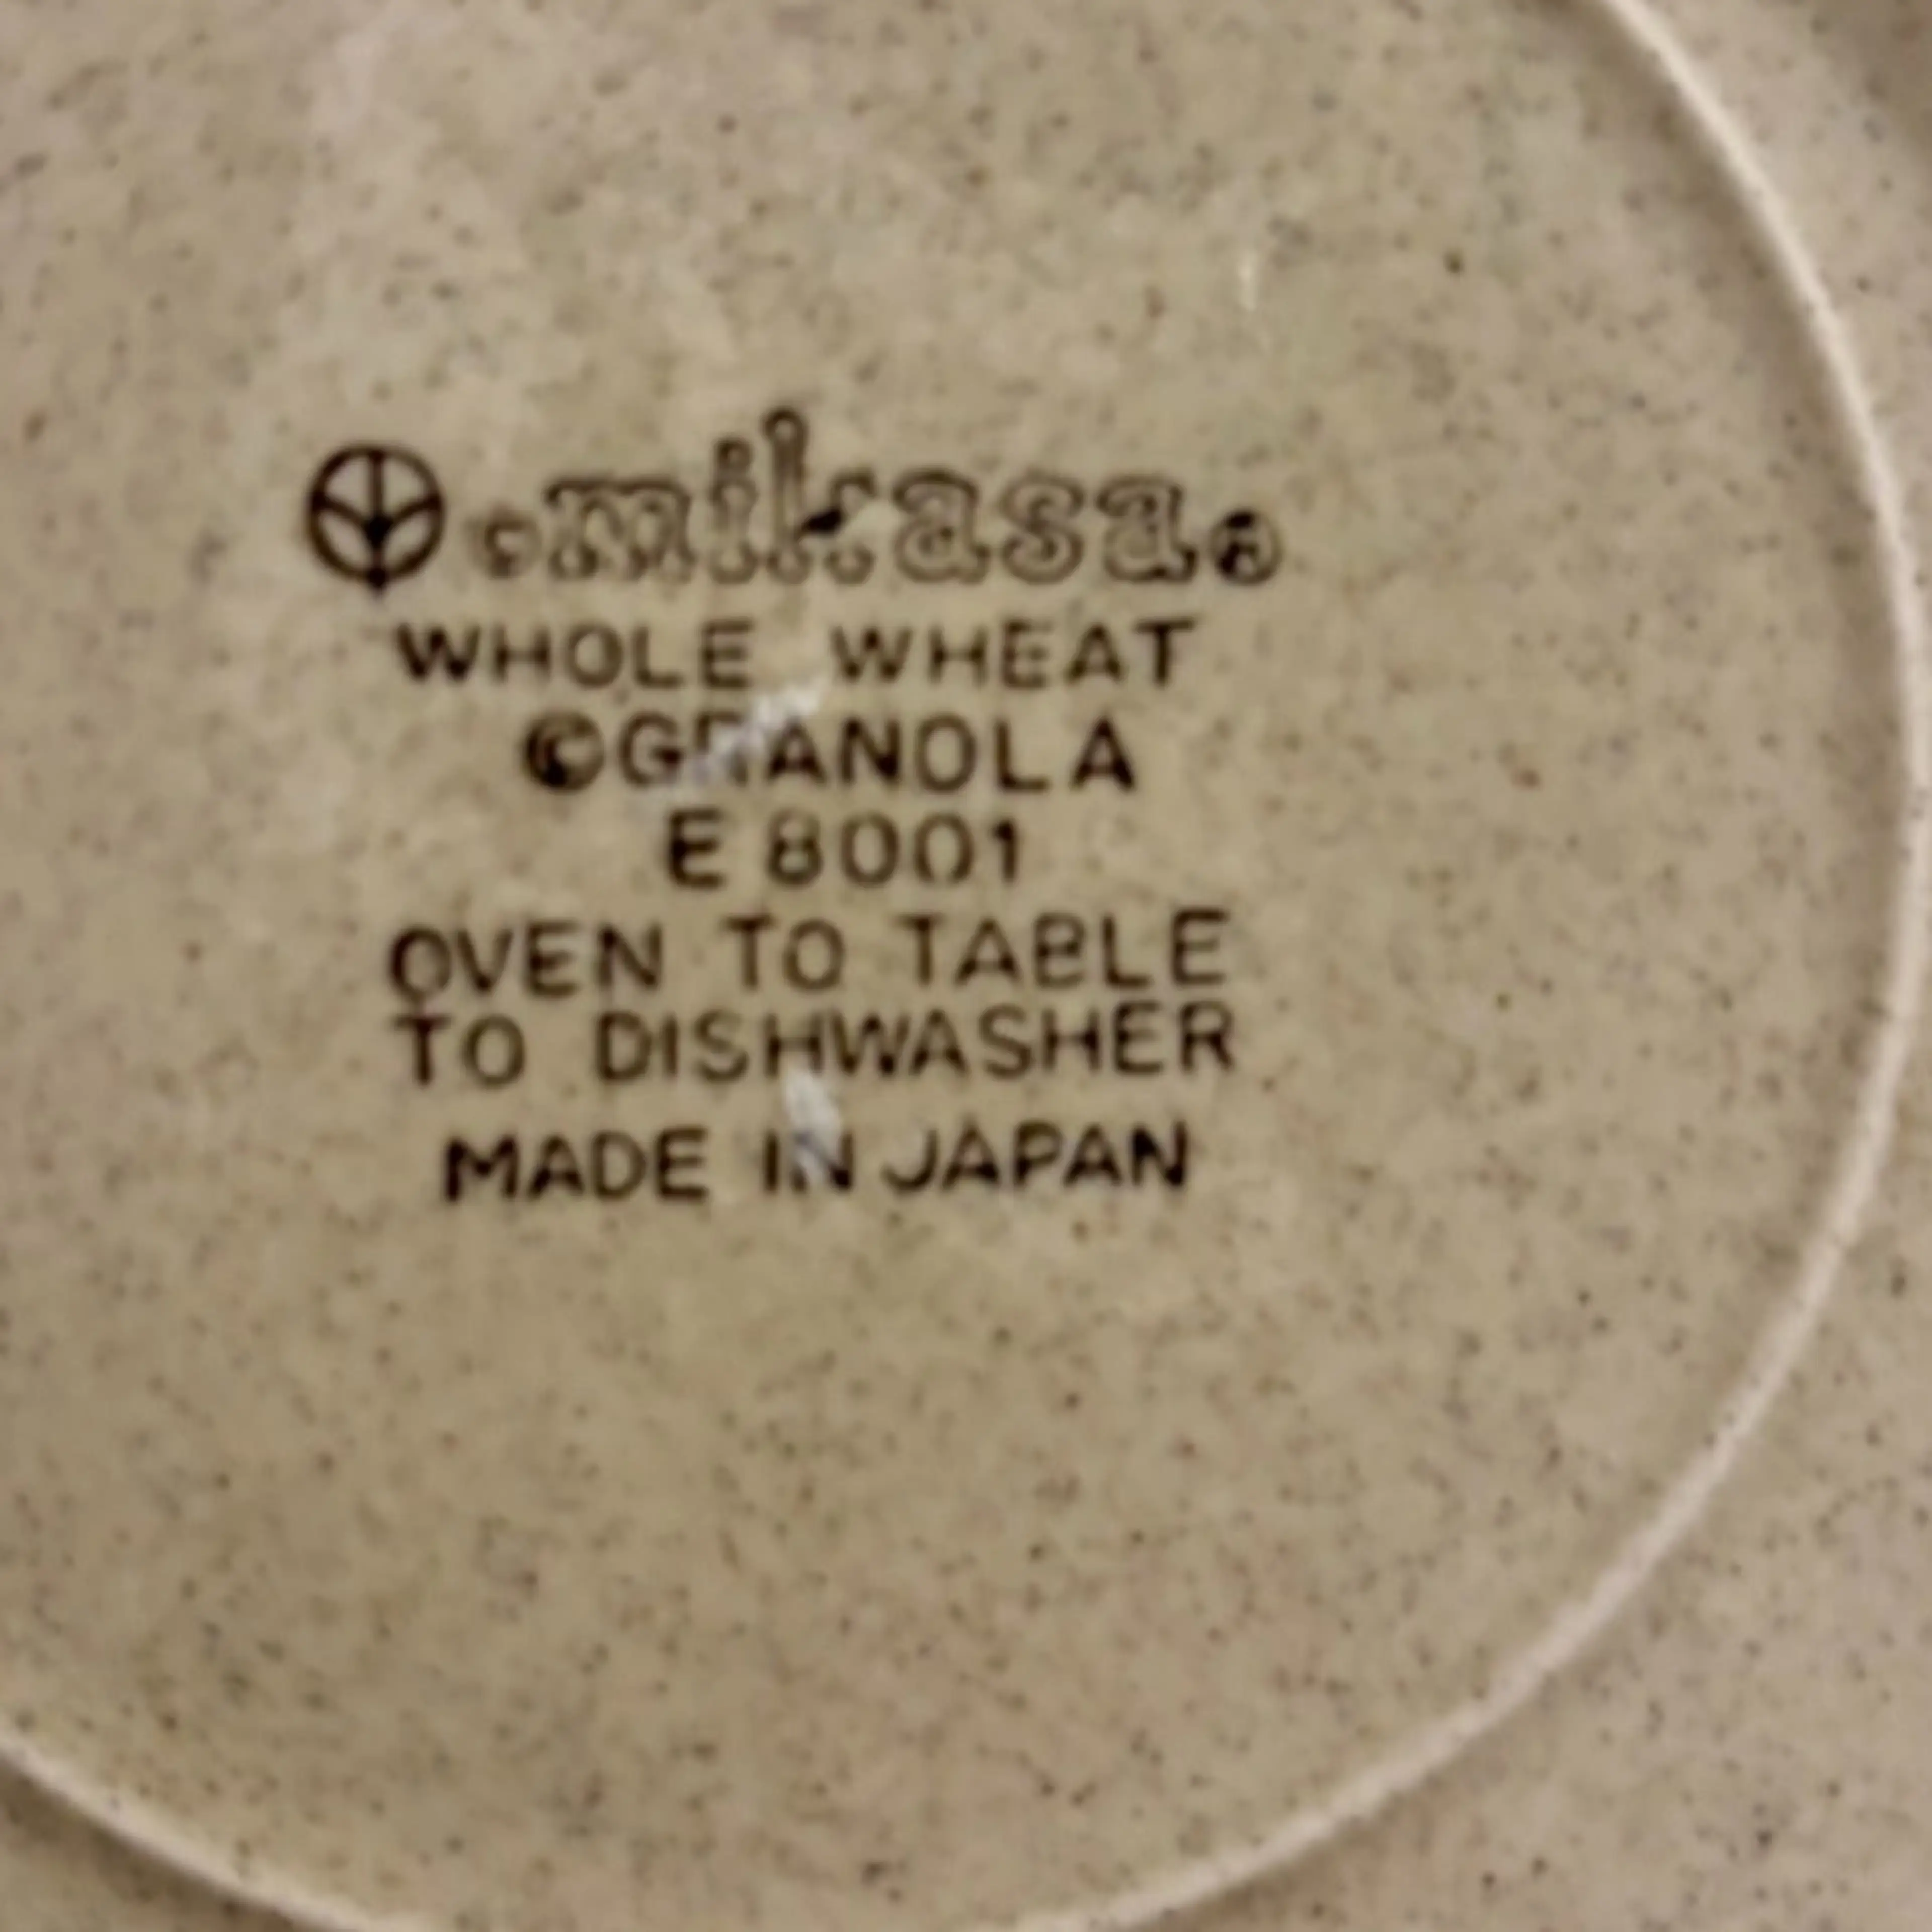 © mikasa ®
WHOLE WHEAT
© GRANOLA
E 8001
OVEN TO TABLE
TO DISHWASHER
MADE IN JAPAN